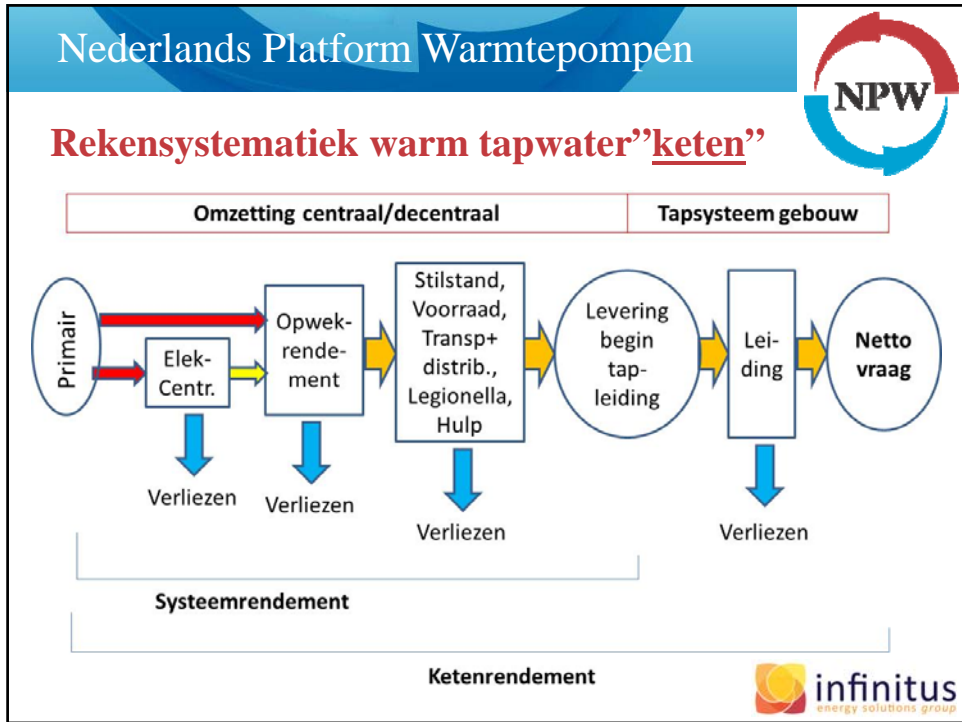 Nederlands Platform Warmtepompen
NPW
Rekensystematiek warm tapwater”keten”
Omzetting centraal/decentraal
Tapsysteem gebouw
Primair
Elek-
Centr.
Opwek-
rende-
ment
Stilstand,
Voorraad,
Transp+
distrib.,
Legionella,
Hulp
Levering
begin
tap-
leiding
Lei-
ding
Netto
vraag
Verliezen
Verliezen
Verliezen
Verliezen
Systeemrendement
Ketenrendement
infinitus
energy solutions group